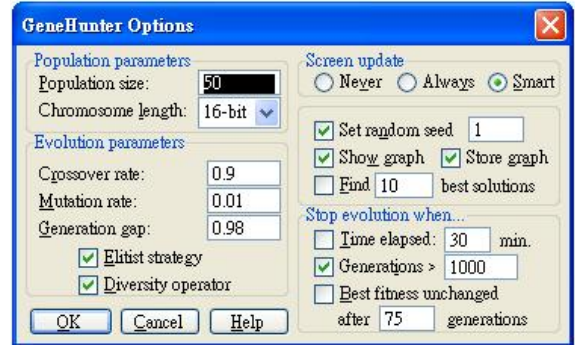 GeneHunter Options
Population parameters
Population size: 50
Chromosome length: 16-bit
Evolution parameters
Crossover rate: 0.9
Mutation rate: 0.01
Generation gap: 0.98
Elitist strategy
Diversity operator
OK Cancel Help
Screen update
Never Always Smart
Set random seed 1
Show graph Store graph
Find 10 best solutions
Stop evolution when...
Time elapsed: 30 min.
Generations > 1000
Best fitness unchanged
after 75 generations